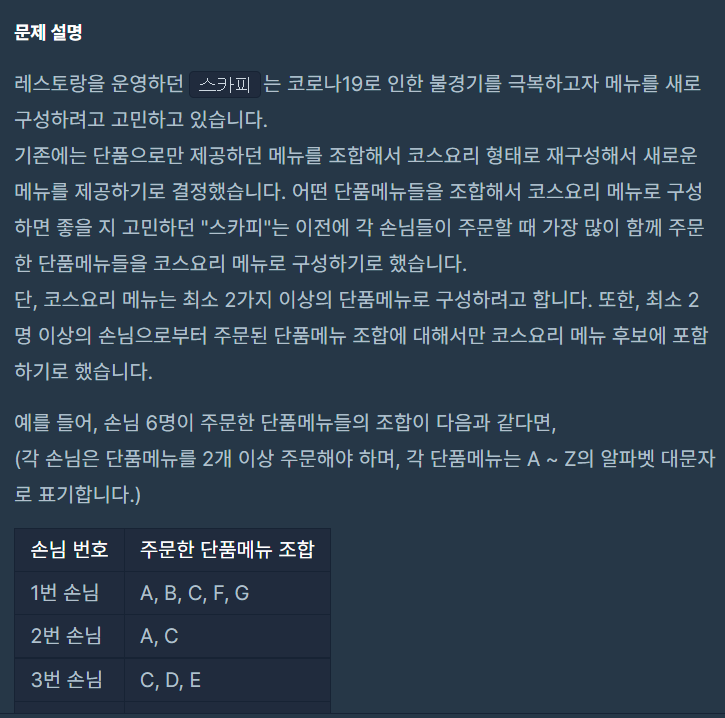 문제 설명
레스토랑을 운영하던 스카피는 코로나19로 인한 불경기를 극복하고자 메뉴를 새로
구성하려고 고민하고 있습니다.
기존에는 단품으로만 제공하던 메뉴를 조합해서 코스요리 형태로 재구성해서 새로운
메뉴를 제공하기로 결정했습니다. 어떤 단품메뉴들을 조합해서 코스요리 메뉴로 구성
하면 좋을 지 고민하던 "스카피"는 이전에 각 손님들이 주문할 때 가장 많이 함께 주문
한 단품메뉴들을 코스요리 메뉴로 구성하기로 했습니다.
단, 코스요리 메뉴는 최소 2가지 이상의 단품메뉴로 구성하려고 합니다. 또한, 최소 2
명 이상의 손님으로부터 주문된 단품메뉴 조합에 대해서만 코스요리 메뉴 후보에 포함
하기로 했습니다.
예를 들어, 손님 6명이 주문한 단품메뉴들의 조합이 다음과 같다면,
(각 손님은 단품메뉴를 2개 이상 주문해야 하며, 각 단품메뉴는 A ~ Z의 알파벳 대문자
로 표기합니다.)
손님 번호 주문한 단품메뉴 조합
1번 손님 A, B, C, F, G
2번 손님 A, C
3번 손님 C, D, E